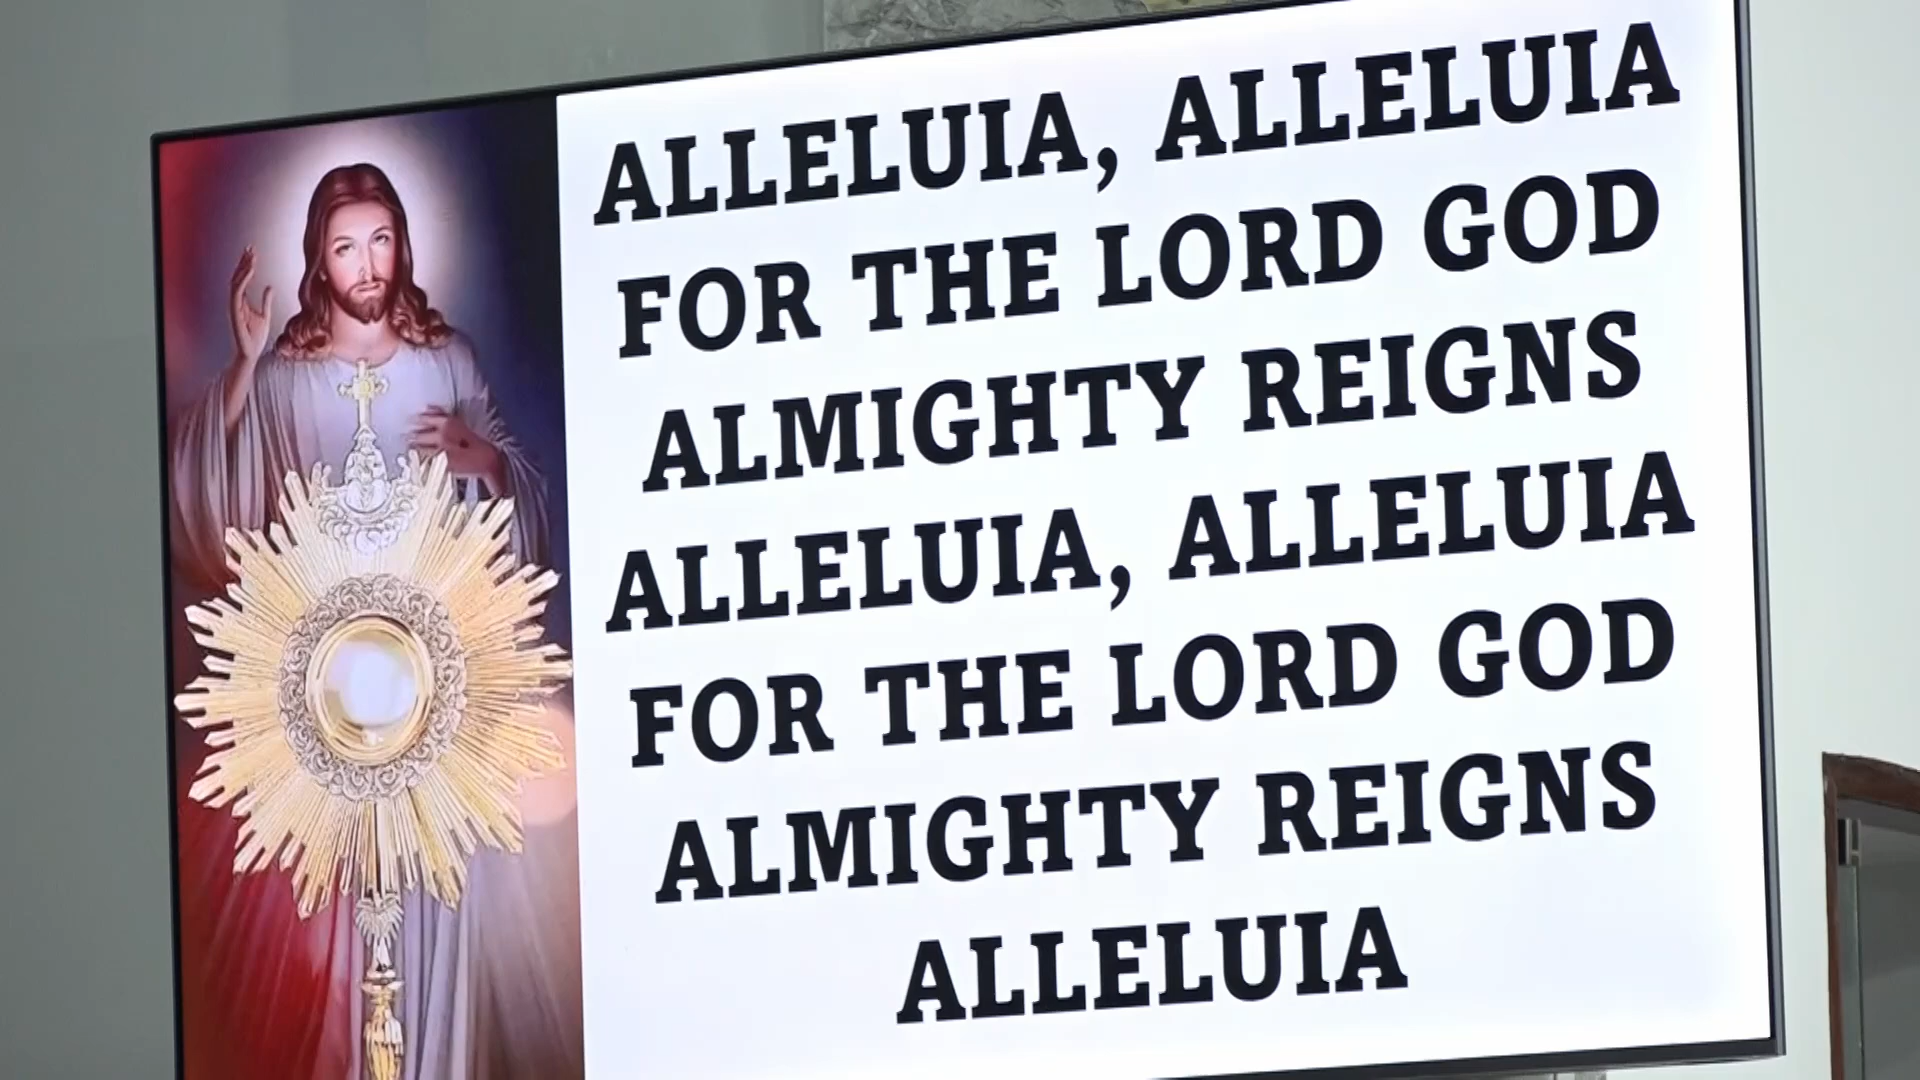 ALLELUIA, ALLELUIA
FOR THE LORD GOD
ALMIGHTY REIGNS
ALLELUIA, ALLELUIA
FOR THE LORD GOD
ALMIGHTY REIGNS
ALLELUIA